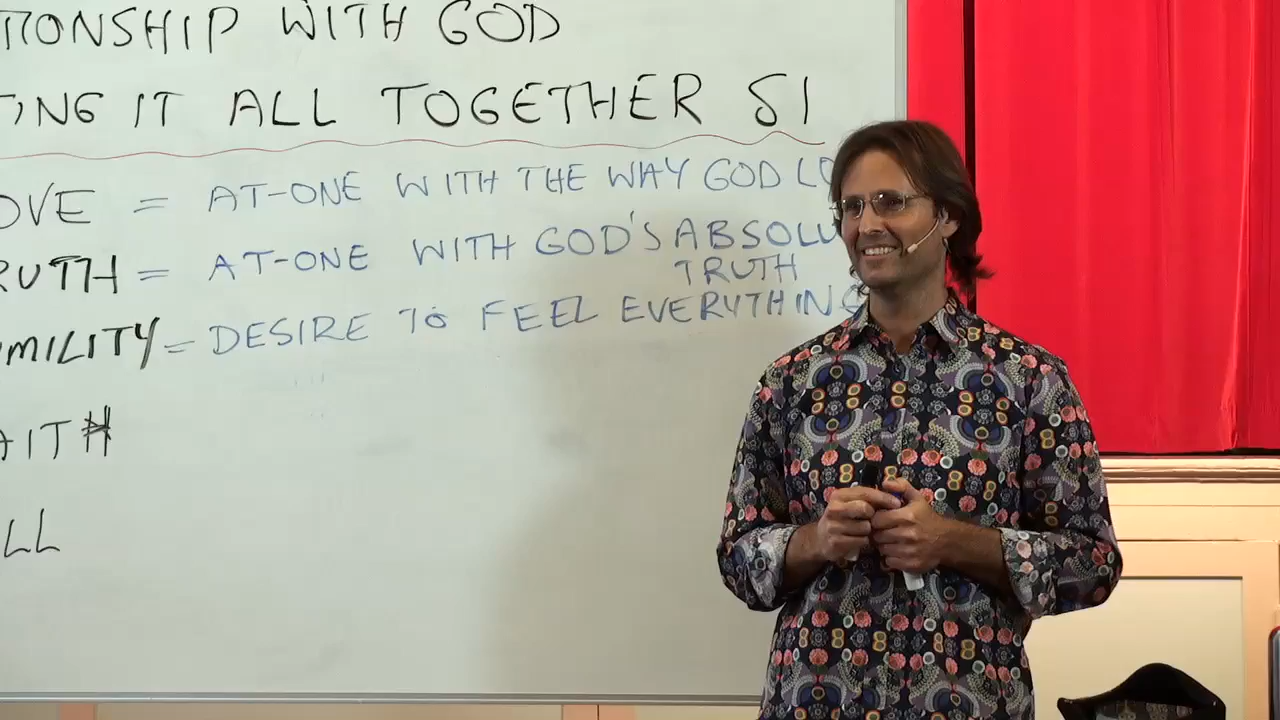 TIONSHIP WITH GOD
TING IT ALL TOGETHER S1
OVE = AT-ONE WITH THE WAY GOD LO
RUTH = AT-ONE WITH GOD'S ABSOLU
TRUTH
MILITY = DESIRE TO FEEL EVERYTHING
AITH
LL